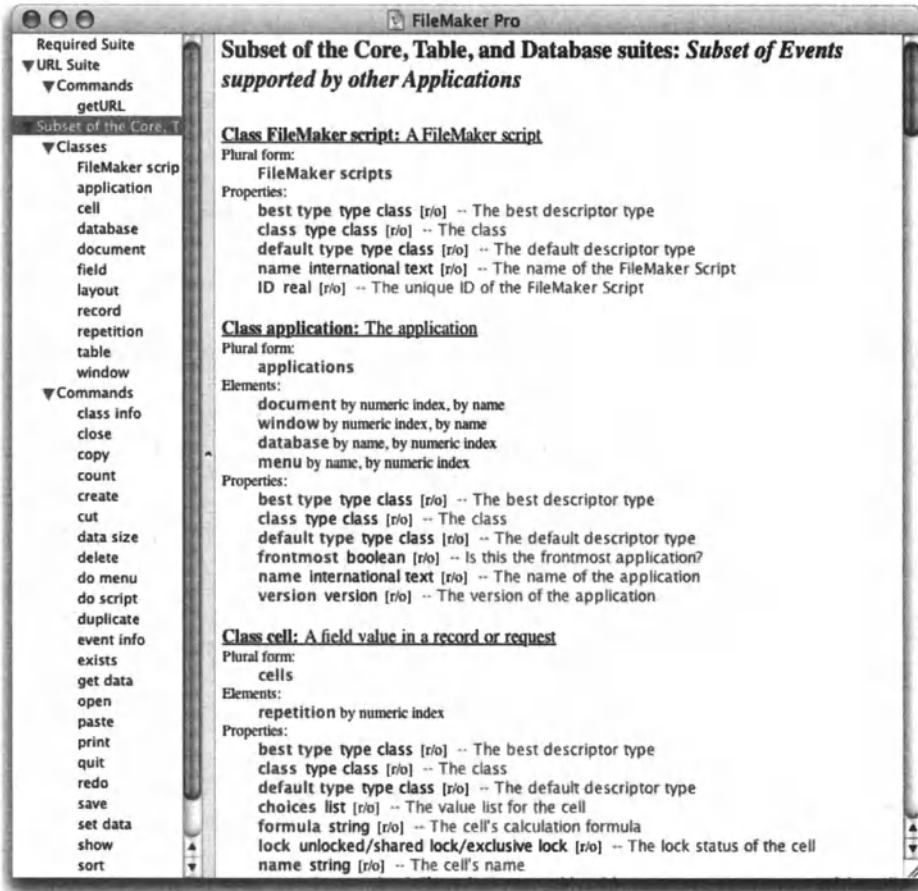 FileMaker Pro
Required Suite
▼URL Suite
▼Commands
getURL
▼Subset of the Core, T
▼Classes
FileMaker scrip
application
cell
database
document
field
layout
record
repetition
table
window
▼Commands
class info
close
copy
count
create
cut
data size
delete
do menu
do script
duplicate
event info
exists
get data
open
paste
print
quit
redo
save
set data
show
sort
Subset of the Core, Table, and Database suites: Subset of Events
supported by other Applications
Class FileMaker script: A FileMaker script
Plural form:
FileMaker scripts
Properties:
best type type class [r/o] -- The best descriptor type
class type class [r/o] -- The class
default type type class [r/o] -- The default descriptor type
name international text [r/o] -- The name of the FileMaker Script
ID real [r/o] -- The unique ID of the FileMaker Script
Class application: The application
Plural form:
applications
Elements:
document by numeric index, by name
window by numeric index, by name
database by name, by numeric index
menu by name, by numeric index
Properties:
best type type class [r/o] -- The best descriptor type
class type class [r/o] -- The class
default type type class [r/o] -- The default descriptor type
frontmost boolean [r/o] -- Is this the frontmost application?
name international text [r/o] -- The name of the application
version version [r/o] -- The version of the application
Class cell: A field value in a record or request
Plural form:
cells
Elements:
repetition by numeric index
Properties:
best type type class [r/o] -- The best descriptor type
class type class [r/o] -- The class
default type type class [r/o] -- The default descriptor type
choices list [r/o] -- The value list for the cell
formula string [r/o] -- The cell's calculation formula
lock unlocked/shared lock/exclusive lock [r/o] -- The lock status of the cell
name string [r/o] -- The cell's name